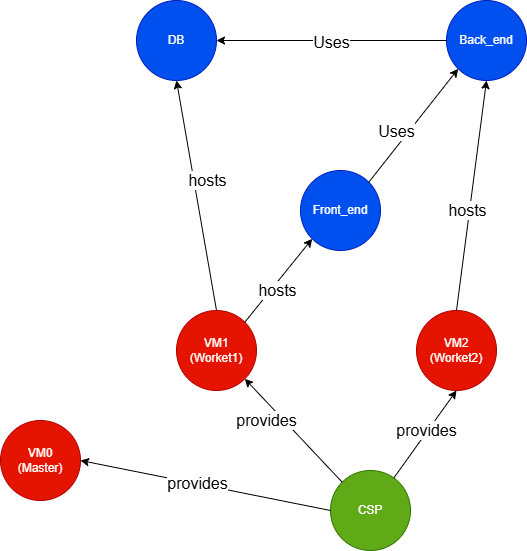 DB
Uses
Back_end
Uses
hosts
Front_end
hosts
hosts
VM1
(Worket1)
VM2
(Worket2)
provides
provides
VM0
(Master)
provides
CSP